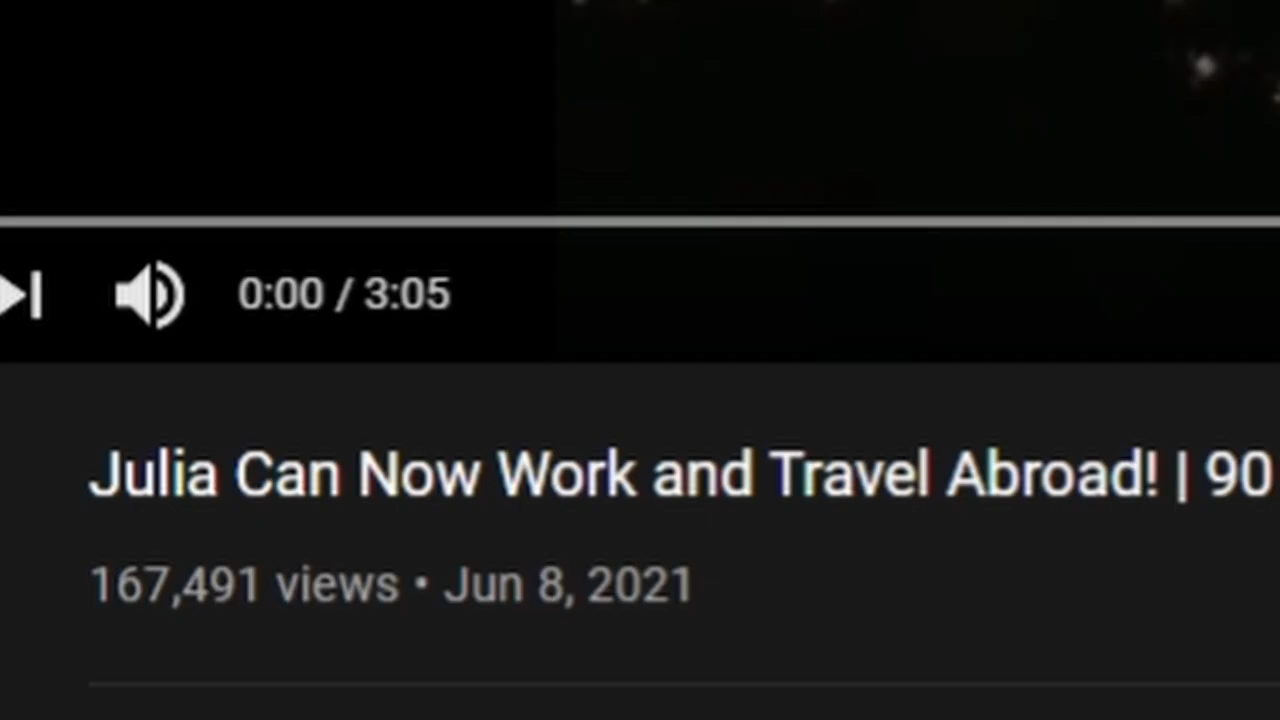 0:00 / 3:05
Julia Can Now Work and Travel Abroad! | 90
167,491 views • Jun 8, 2021